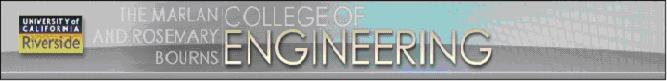 UNIVERSITY of
CALIFORNIA
Riverside
THE MARLAN
AND ROSEMARY
BOURNS
COLLEGE OF
ENGINEERING